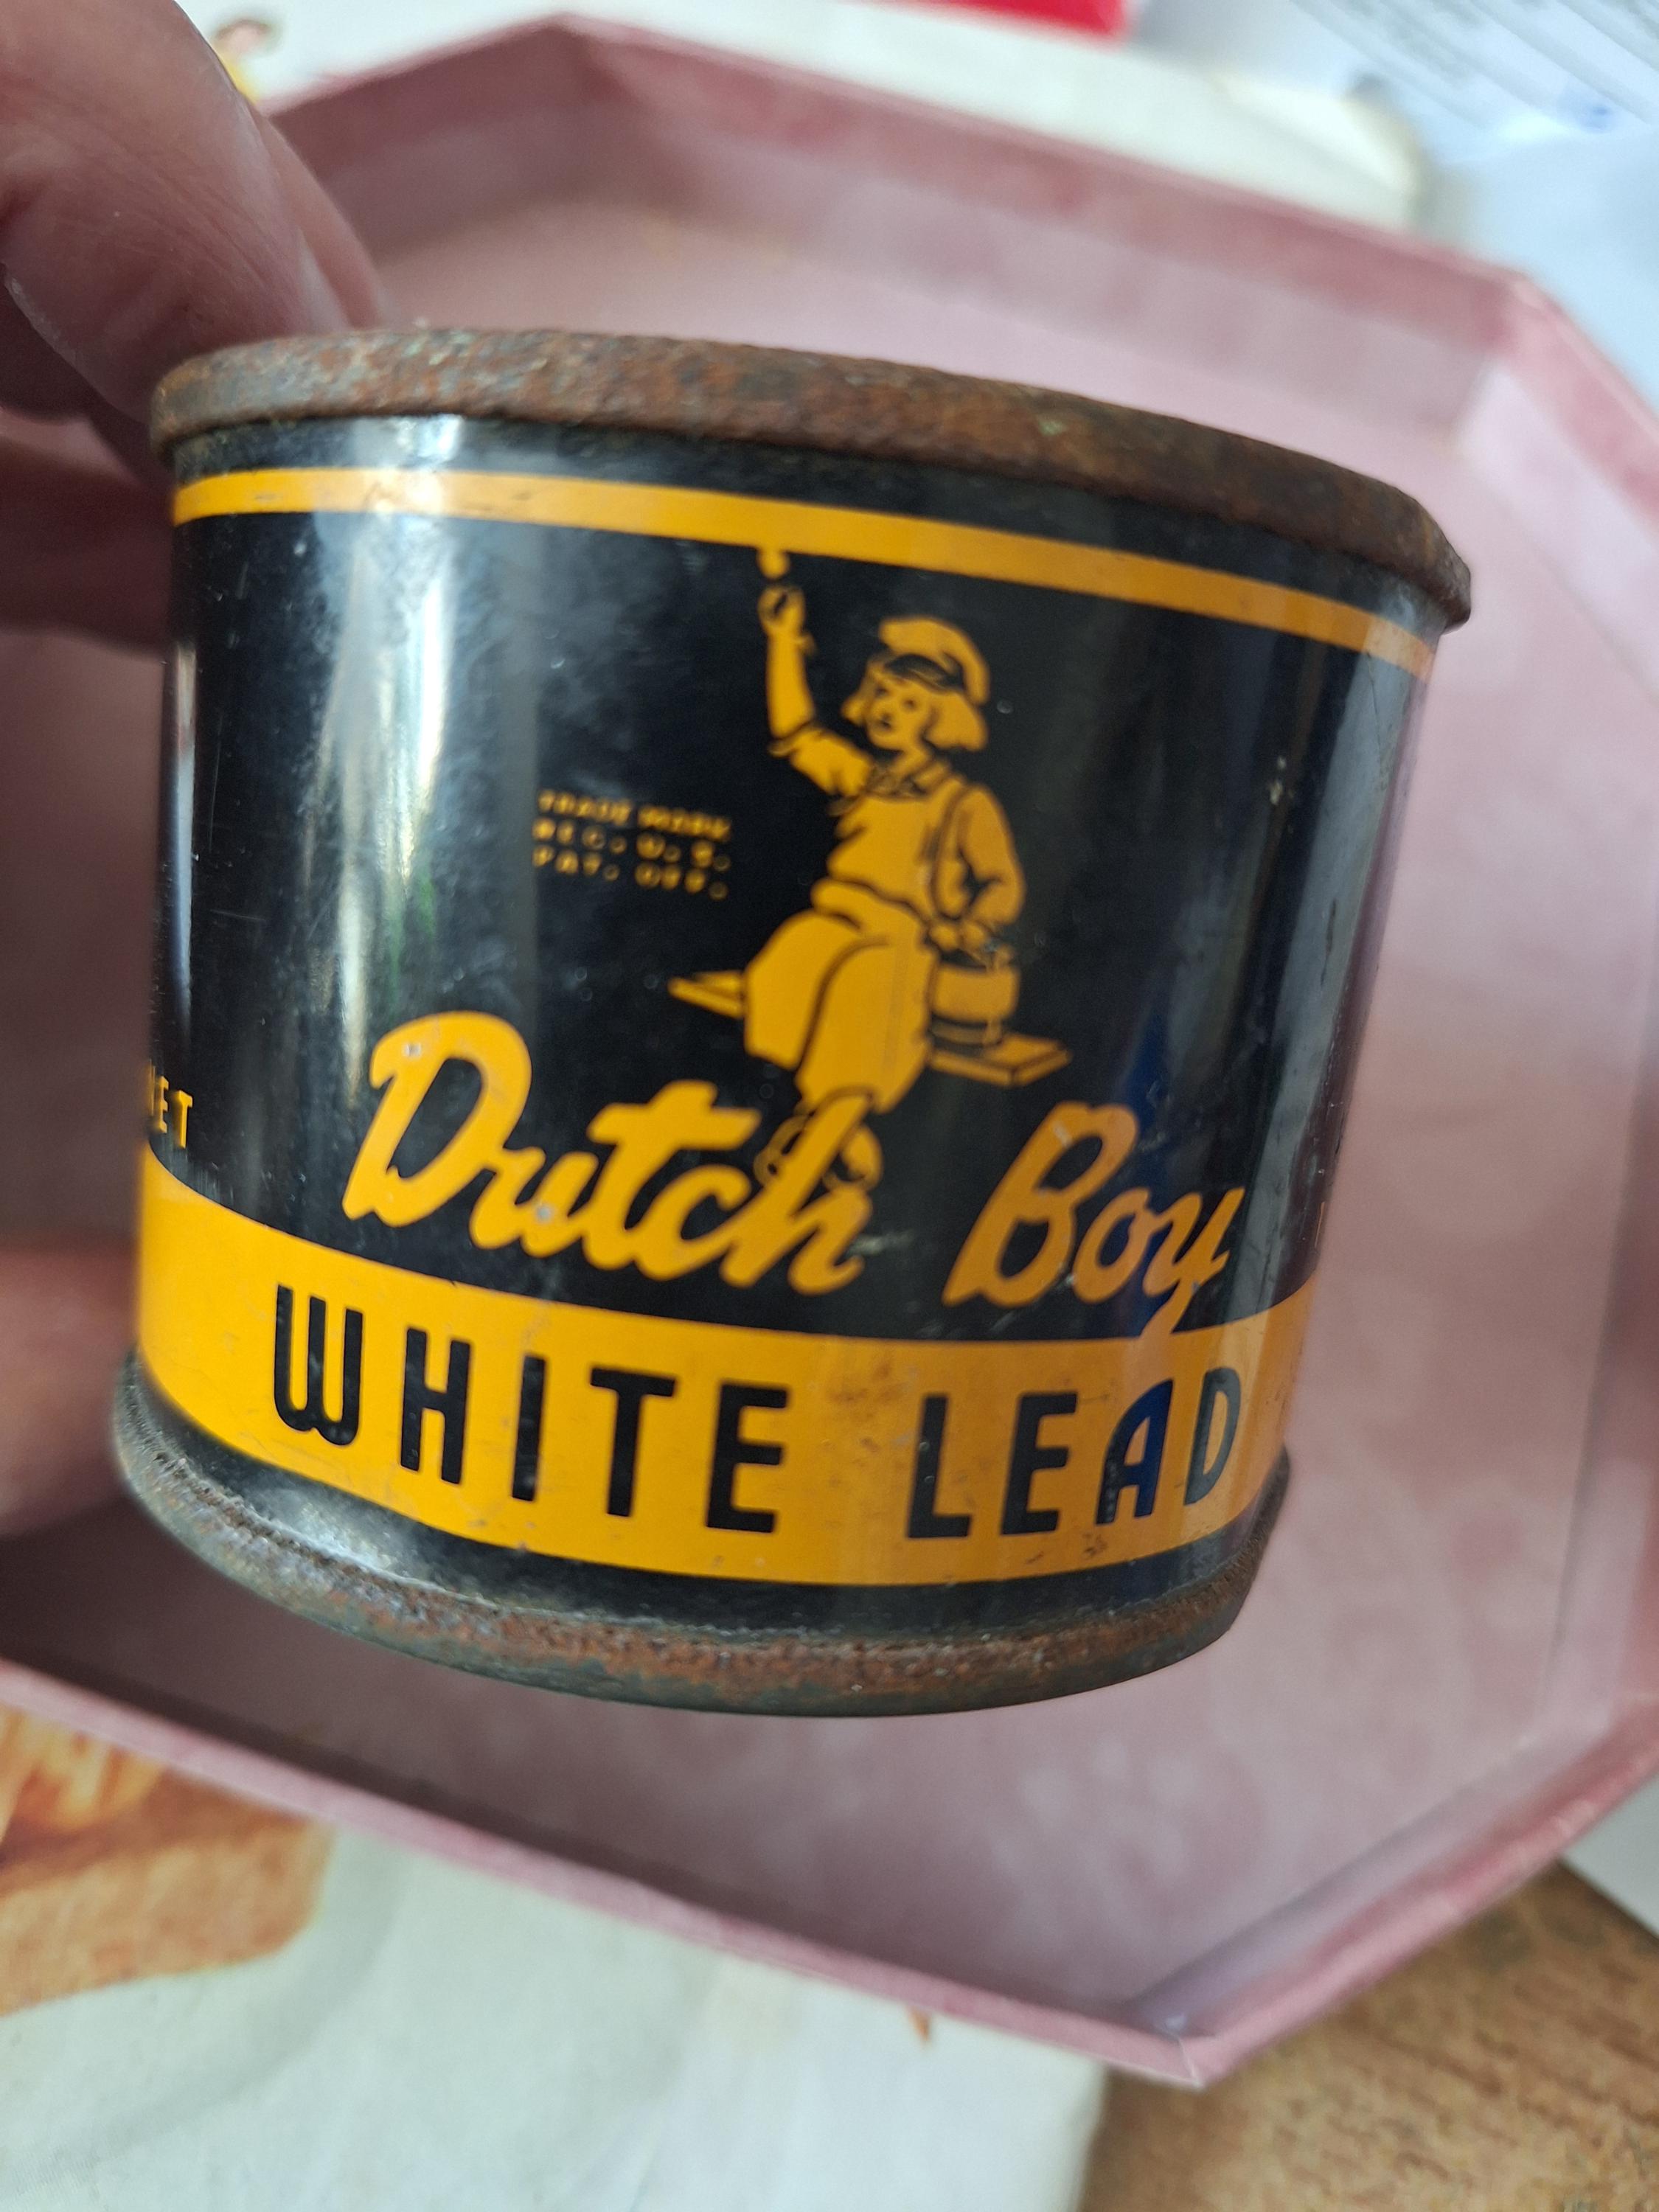 TRADE MARK
REG. U. S.
PAT. OFF.
Dutch Boy
WHITE LEAD